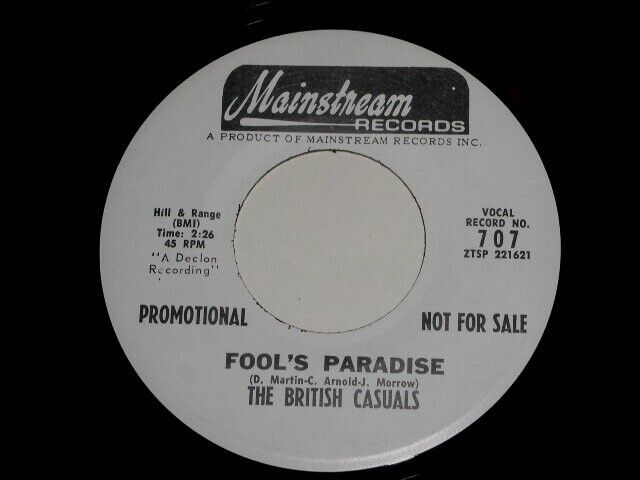 Mainstream
RECORDS
A PRODUCT OF MAINSTREAM RECORDS INC.
Hill & Range
(BMI)
Time: 2:26
45 RPM
"A Declon
Recording"
VOCAL
RECORD NO.
707
ZTSP 221621
PROMOTIONAL
NOT FOR SALE
FOOL'S PARADISE
(D. Martin-C. Arnold-J. Morrow)
THE BRITISH CASUALS